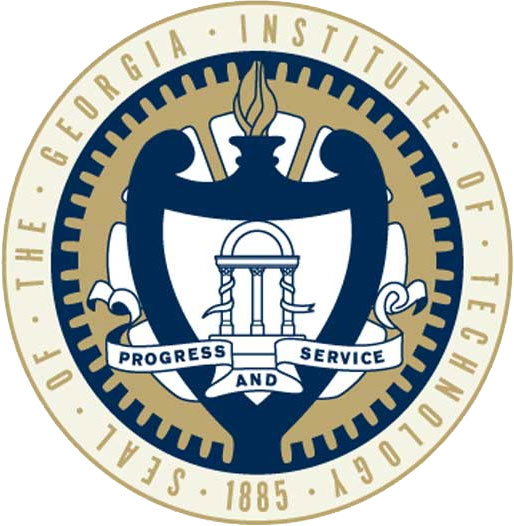 SEAL · OF · THE · GEORGIA · INSTITUTE · OF · TECHNOLOGY ·
1885
PROGRESS
AND
SERVICE